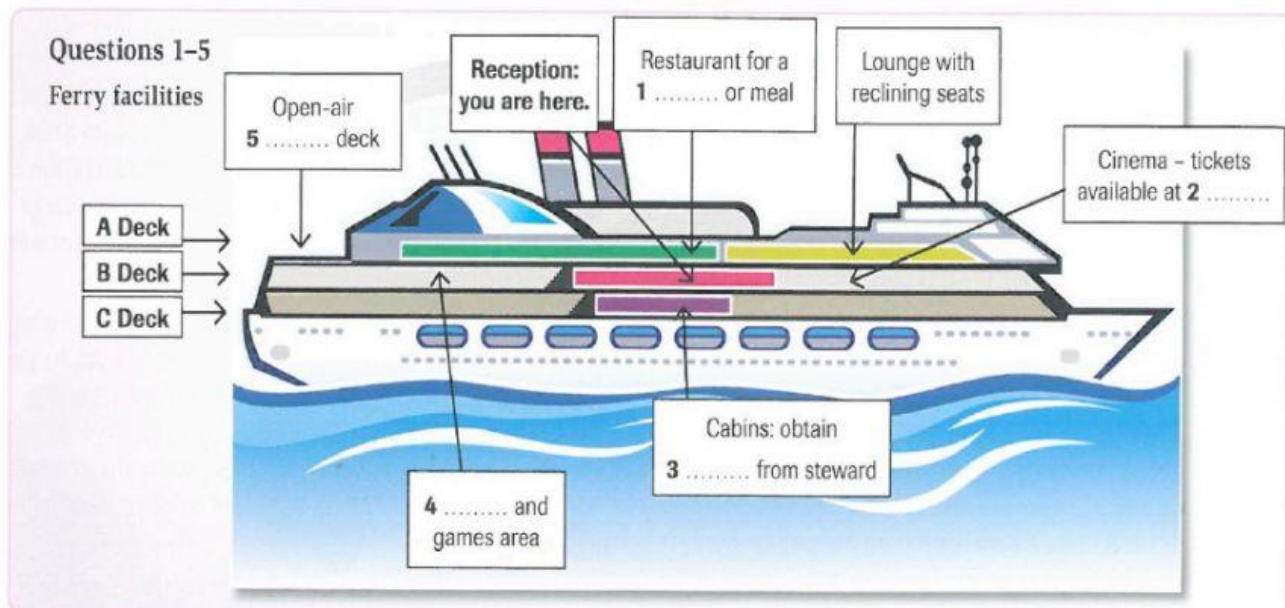 Questions 1–5
Ferry facilities
Open-air
5 ......... deck
Reception:
you are here.
Restaurant for a
1 ......... or meal
Lounge with
reclining seats
Cinema – tickets
available at 2 .........
A Deck
B Deck
C Deck
Cabins: obtain
3 ......... from steward
4 ......... and
games area